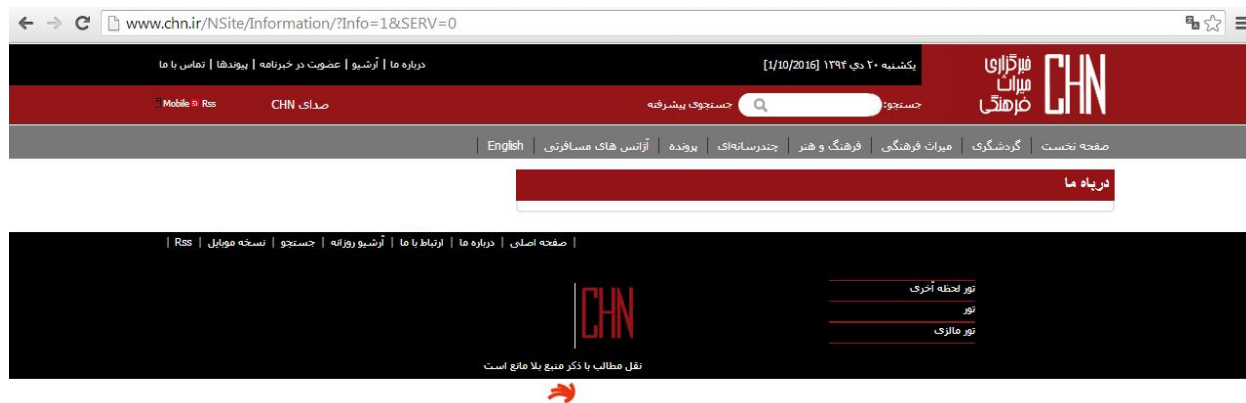 www.chn.ir/NSite/Information/?Info=1&SERV=0
CHN
خبرگزاری
میراث
فرهنگی
یکشنبه ۲۰ دی ۱۳۹۴ [1/10/2016]
درباره ما | آرشیو | عضویت در خبرنامه | پیوندها | تماس با ما
جستجو:
جستجوی پیشرفته
صدای CHN
Mobile Rss
صفحه نخست | گردشگری | میراث فرهنگی | فرهنگ و هنر | چندرسانه‌ای | پرونده | آژانس های مسافرتی | English
درباه ما
| صفحه اصلی | درباره ما | ارتباط با ما | آرشیو روزانه | جستجو | نسخه موبایل | Rss |
تور لحظه آخری
تور
تور مالزی
CHN
نقل مطالب با ذکر منبع بلا مانع است